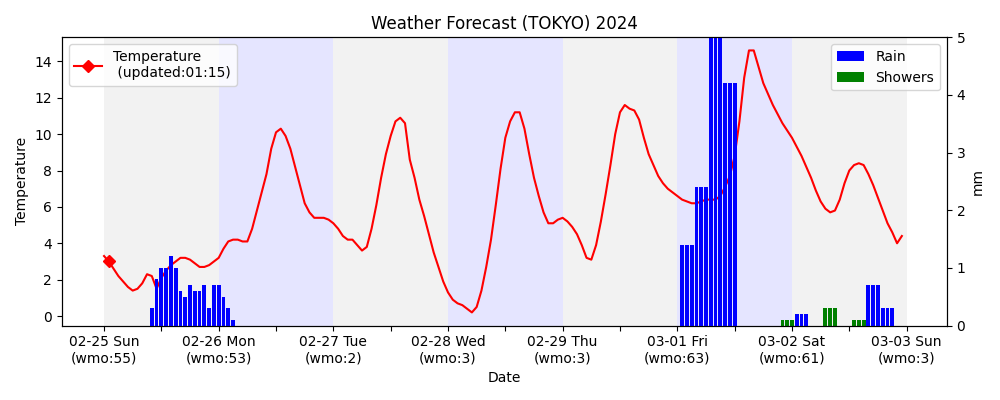 Weather Forecast (TOKYO) 2024
Temperature
(updated:01:15)
Rain
Showers
14
12
10
8
6
4
2
0
Temperature
5
4
3
2
1
0
mm
02-25 Sun
(wmo:55)
02-26 Mon
(wmo:53)
02-27 Tue
(wmo:2)
02-28 Wed
(wmo:3)
02-29 Thu
(wmo:3)
03-01 Fri
(wmo:63)
03-02 Sat
(wmo:61)
03-03 Sun
(wmo:3)
Date